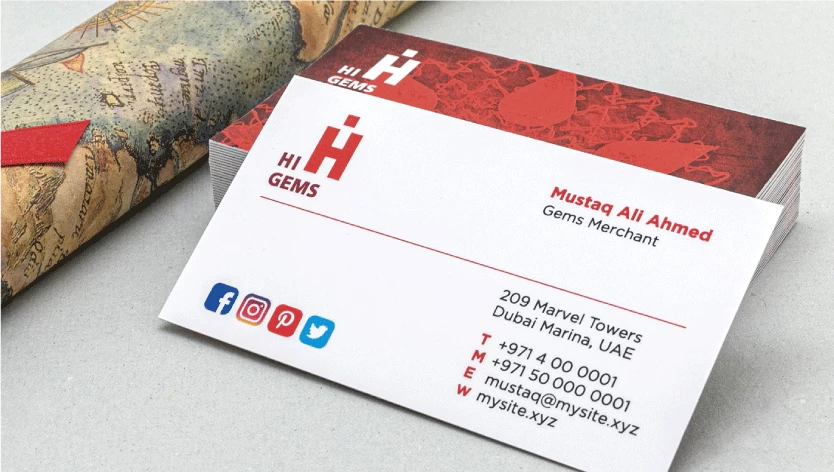 HI
GEMS
HI
GEMS
Mustaq Ali Ahmed
Gems Merchant
209 Marvel Towers
Dubai Marina, UAE
T +971 4 00 0001
M +971 50 000 0001
E mustaq@mysite.xyz
W mysite.xyz